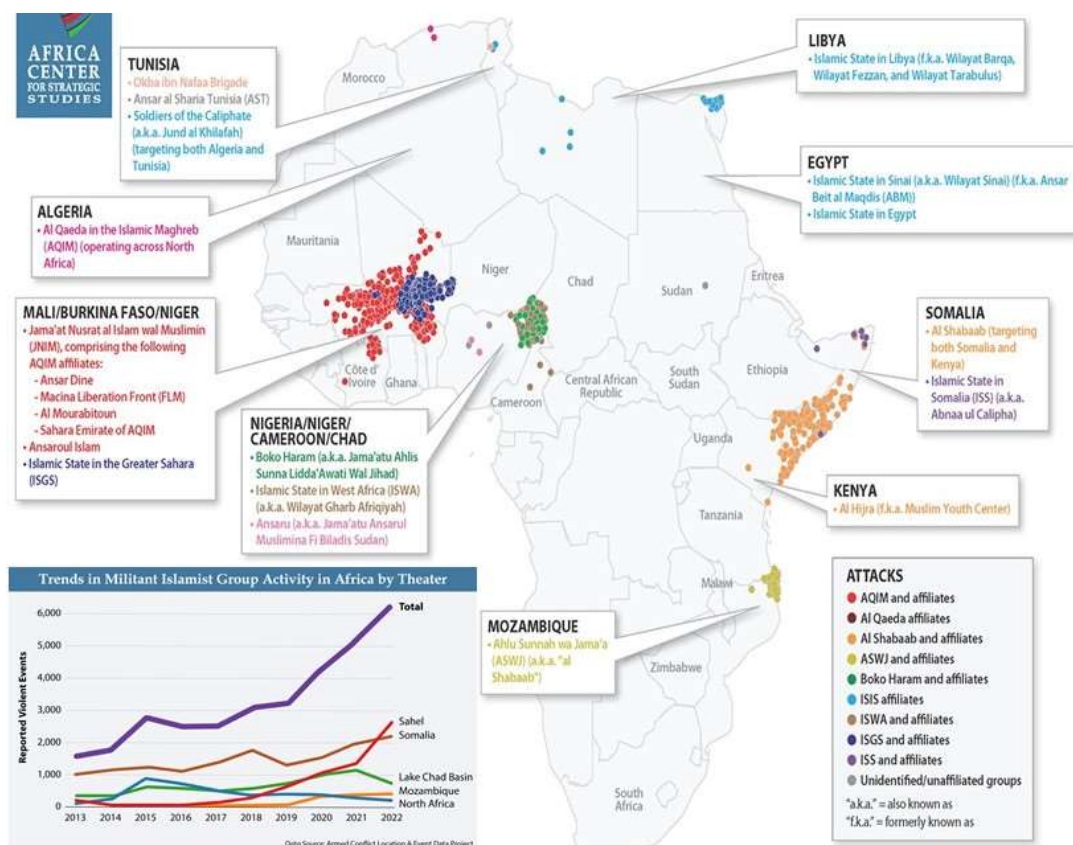 AFRICA
CENTER
FOR STRATEGIC
STUDIES
TUNISIA
• Okba ibn Nafaa Brigade
• Ansar al Sharia Tunisia (AST)
• Soldiers of the Caliphate
(a.k.a. Jund al Khilafah)
(targeting both Algeria and
Tunisia)
LIBYA
• Islamic State in Libya (f.k.a. Wilayat Barqa,
Wilayat Fezzan, and Wilayat Tarabulus)
EGYPT
• Islamic State in Sinai (a.k.a. Wilayat Sinai) (f.k.a. Ansar
Beit al Maqdis (ABM))
• Islamic State in Egypt
ALGERIA
• Al Qaeda in the Islamic Maghreb
(AQIM) (operating across North
Africa)
MALI/BURKINA FASO/NIGER
• Jama'at Nusrat al Islam wal Muslimin
(JNIM), comprising the following
AQIM affiliates:
- Ansar Dine
- Macina Liberation Front (FLM)
- Al Mourabitoun
- Sahara Emirate of AQIM
• Ansaroul Islam
• Islamic State in the Greater Sahara
(ISGS)
NIGERIA/NIGER/
CAMEROON/CHAD
• Boko Haram (a.k.a. Jama'atu Ahlis
Sunna Lidda'Awati Wal Jihad)
• Islamic State in West Africa (ISWA)
(a.k.a. Wilayat Gharb Afriqiyah)
• Ansaru (a.k.a. Jama'atu Ansarul
Muslimina Fi Biladis Sudan)
SOMALIA
• Al Shabaab (targeting
both Somalia and
Kenya)
• Islamic State in
Somalia (ISS) (a.k.a.
Abnaa ul Calipha)
KENYA
• Al Hijra (f.k.a. Muslim Youth Center)
MOZAMBIQUE
• Ahlu Sunnah wa Jama'a
(ASWJ) (a.k.a. "al
Shabaab")
Morocco
Mauritania
Niger
Chad
Sudan
Eritrea
Côte d'
Ivoire
Ghana
Cameroon
Central African
Republic
South
Sudan
Ethiopia
Uganda
Tanzania
Malawi
Zimbabwe
South
Africa
ATTACKS
AQIM and affiliates
Al Qaeda affiliates
Al Shabaab and affiliates
ASWJ and affiliates
Boko Haram and affiliates
ISIS affiliates
ISWA and affiliates
ISGS and affiliates
ISS and affiliates
Unidentified/unaffiliated groups
"a.k.a." = also known as
"f.k.a." = formerly known as
Trends in Militant Islamist Group Activity in Africa by Theater
Reported Violent Events
6,000
5,000
4,000
3,000
2,000
1,000
0
Total
Sahel
Somalia
Lake Chad Basin
Mozambique
North Africa
2013 2014 2015 2016 2017 2018 2019 2020 2021 2022
Data Source: Armed Conflict Location & Event Data Project